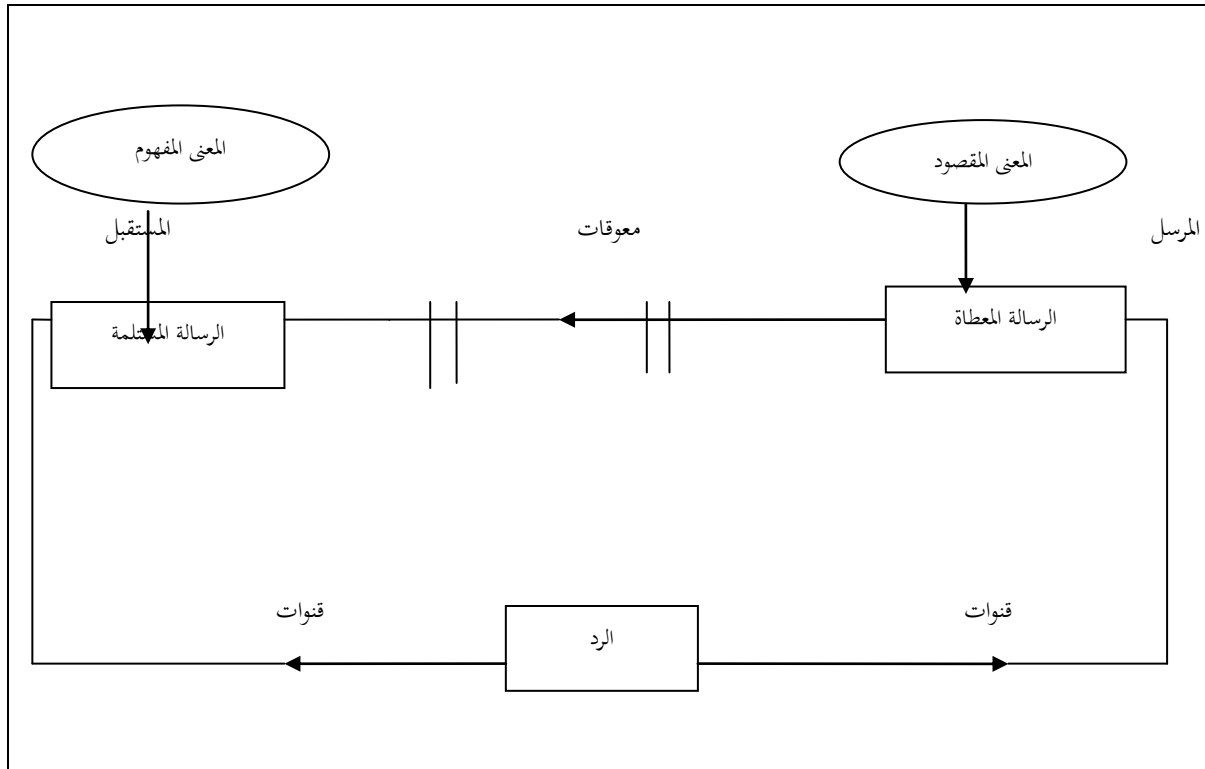 المعنى المقصود
المعنى المفهوم
المرسل
معوقات
المستقبل
الرسالة المعطاة
الرسالة المستلمة
قنوات
قنوات
الرد